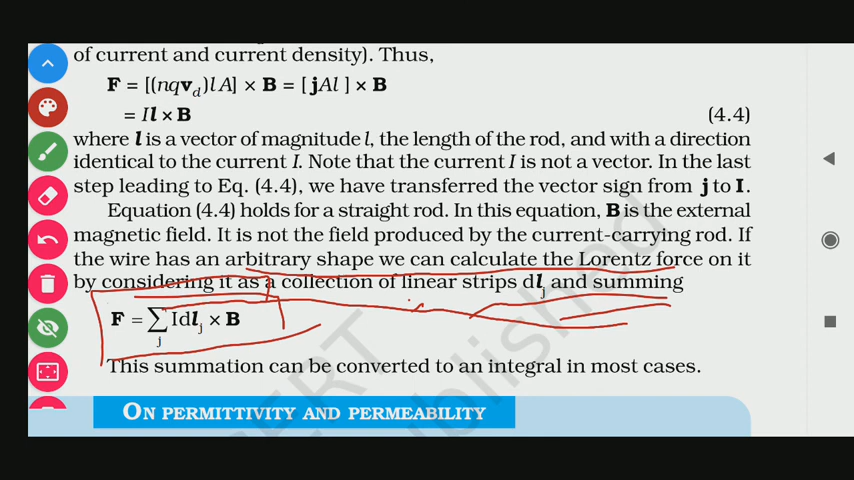 of current and current density). Thus,
F = [(nqv_d)lA] × B = [jAl] × B
= Il × B (4.4)
where l is a vector of magnitude l, the length of the rod, and with a direction
identical to the current I. Note that the current I is not a vector. In the last
step leading to Eq. (4.4), we have transferred the vector sign from j to I.
Equation (4.4) holds for a straight rod. In this equation, B is the external
magnetic field. It is not the field produced by the current-carrying rod. If
the wire has an arbitrary shape we can calculate the Lorentz force on it
by considering it as a collection of linear strips dl_j and summing
F = ∑_j Idl_j × B
This summation can be converted to an integral in most cases.
ON PERMITTIVITY AND PERMEABILITY